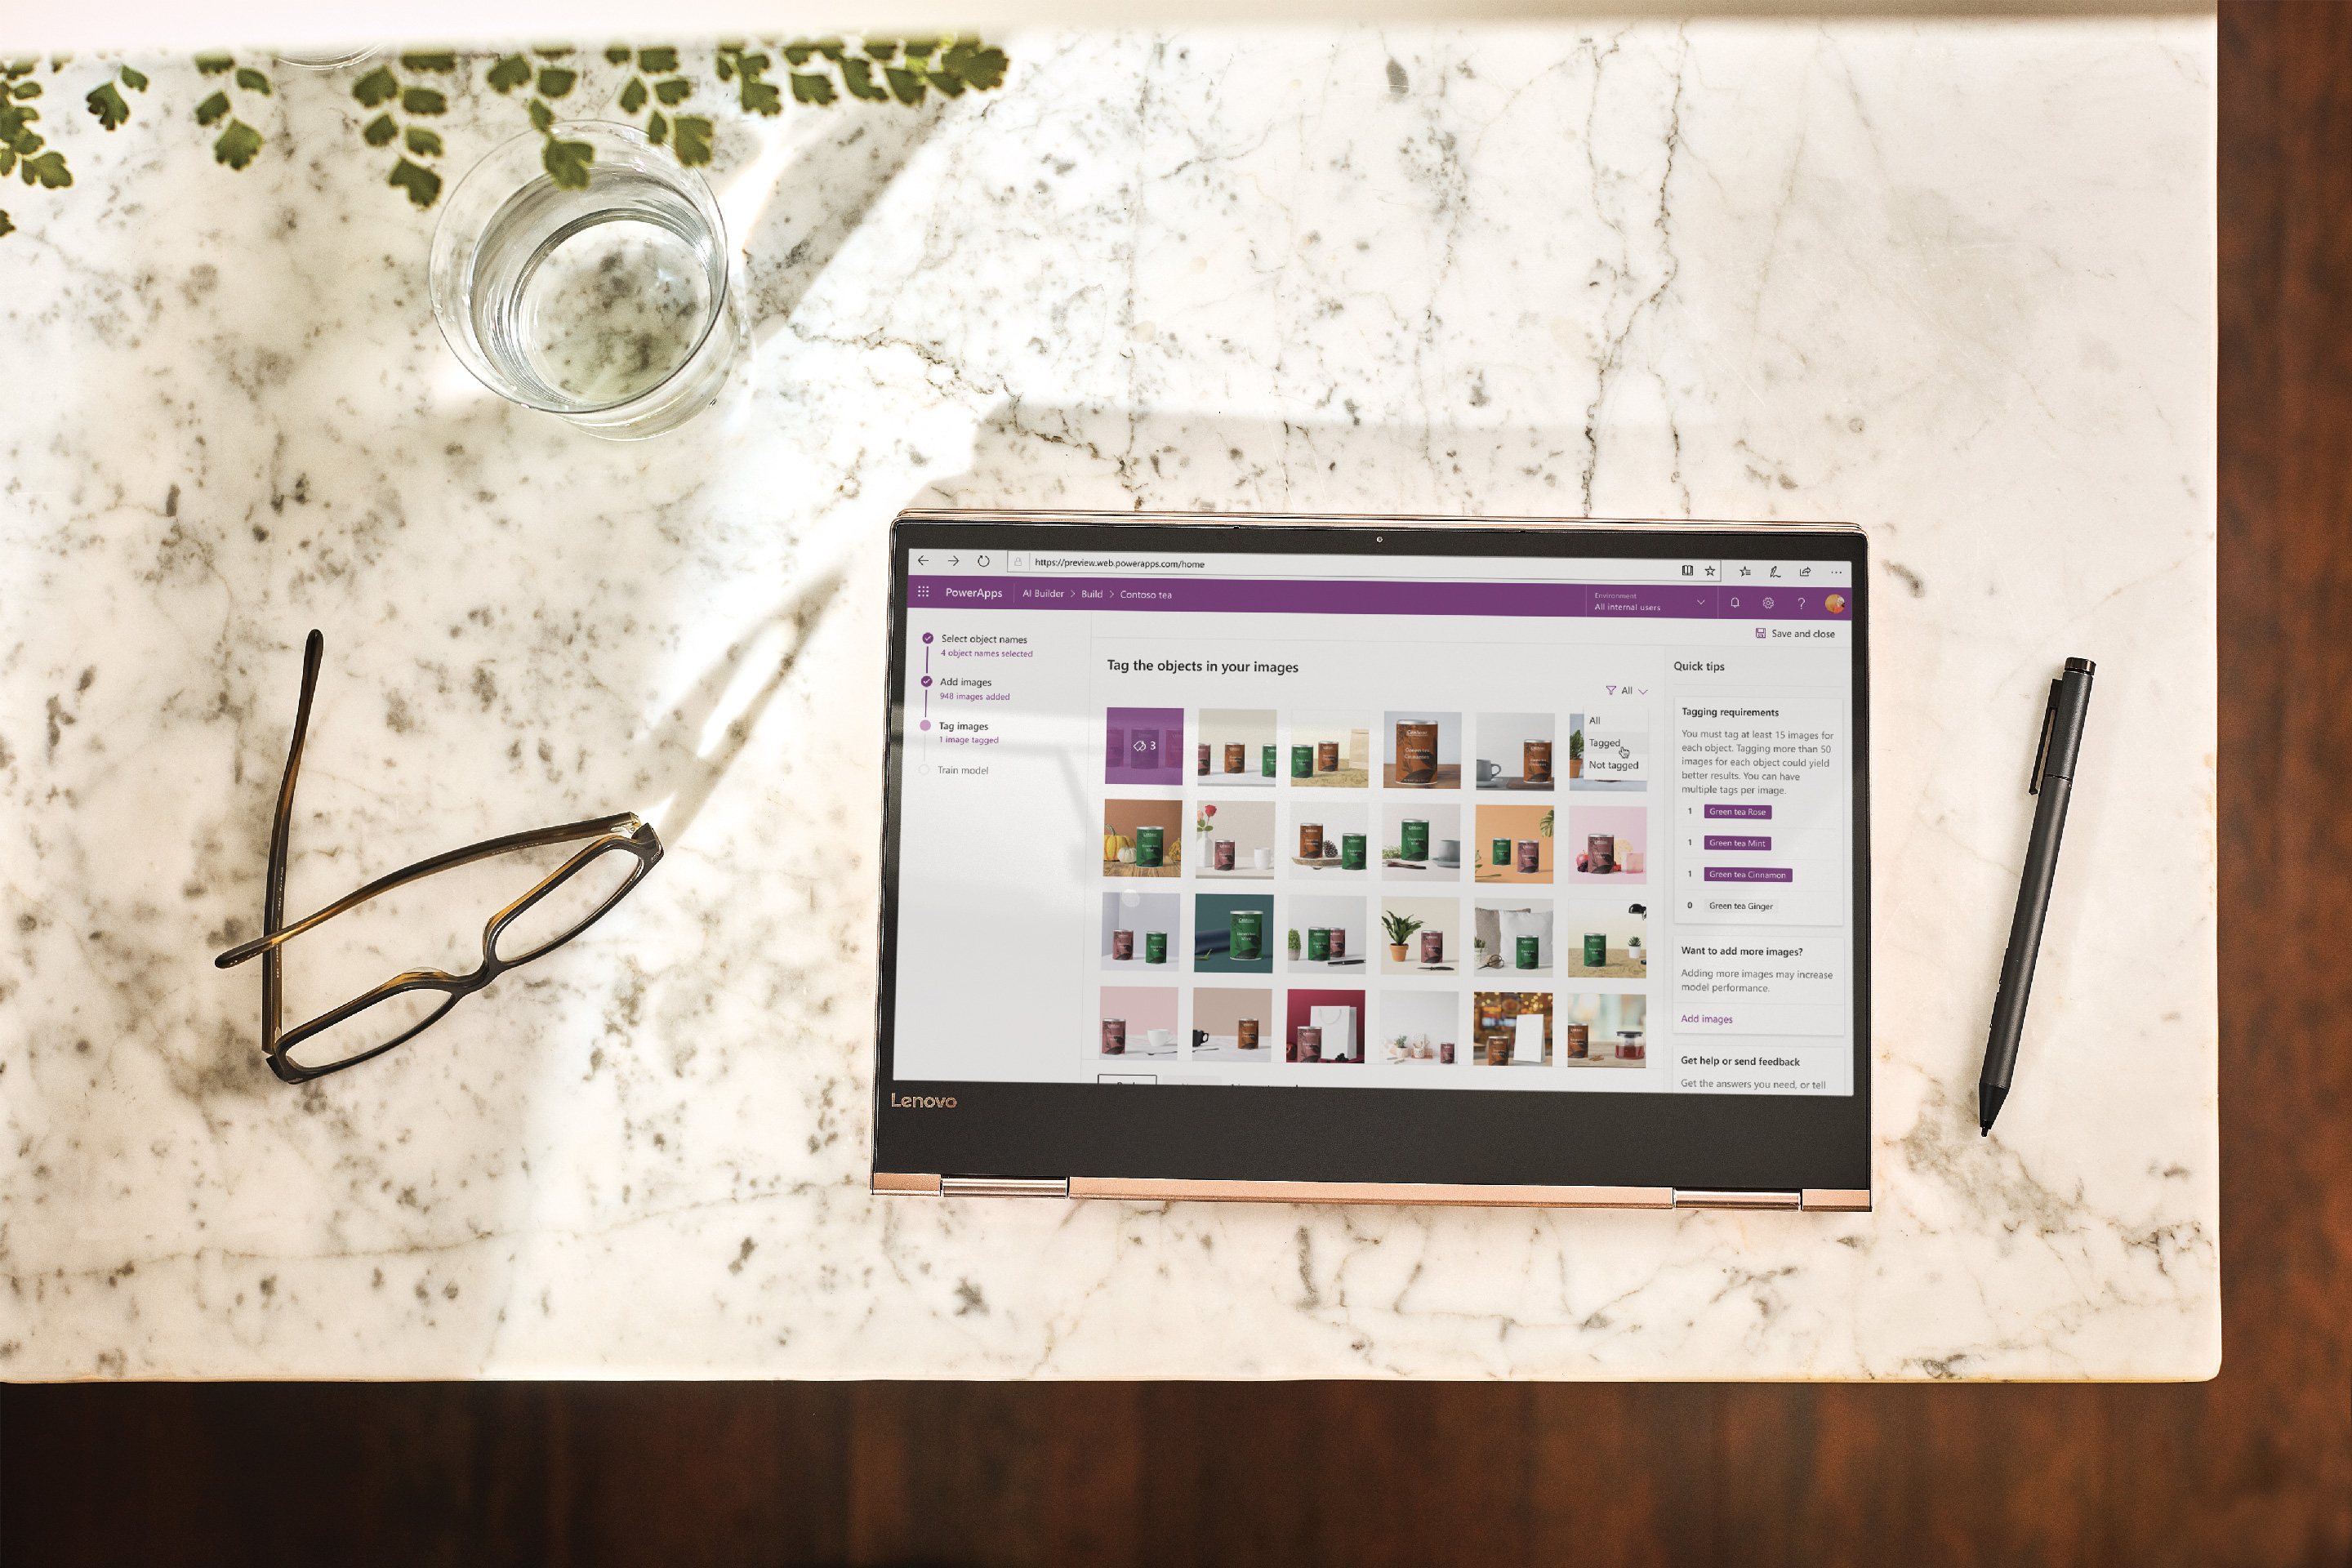 https://preview.web.powerapps.com/home
PowerApps
AI Builder > Build > Contoso tea
Environment
All internal users
Save and close
Select object names
4 object names selected
Add images
948 images added
Tag images
1 image tagged
Train model
Tag the objects in your images
All
All
Tagged
Not tagged
3
Quick tips
Tagging requirements
You must tag at least 15 images for
each object. Tagging more than 50
images for each object could yield
better results. You can have
multiple tags per image.
1 Green tea Rose
1 Green tea Mint
1 Green tea Cinnamon
0 Green tea Ginger
Want to add more images?
Adding more images may increase
model performance.
Add images
Get help or send feedback
Get the answers you need, or tell
Lenovo